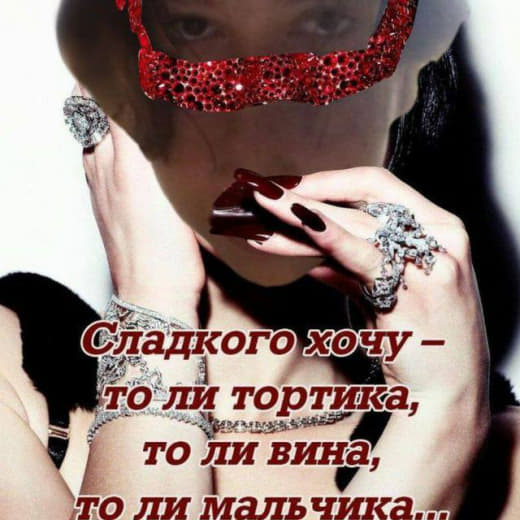 Сладкого хочу –
то ли тортика,
то ли вина,
то ли мальчика...